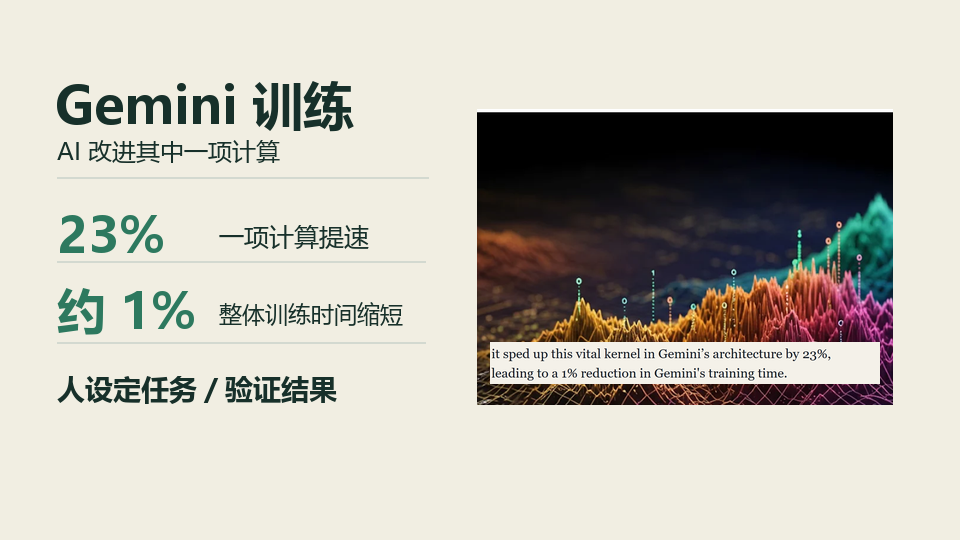 Gemini 训练
AI 改进其中一项计算
23%
一项计算提速
约 1%
整体训练时间缩短
人设定任务 / 验证结果
it sped up this vital kernel in Gemini’s architecture by 23%,
leading to a 1% reduction in Gemini's training time.